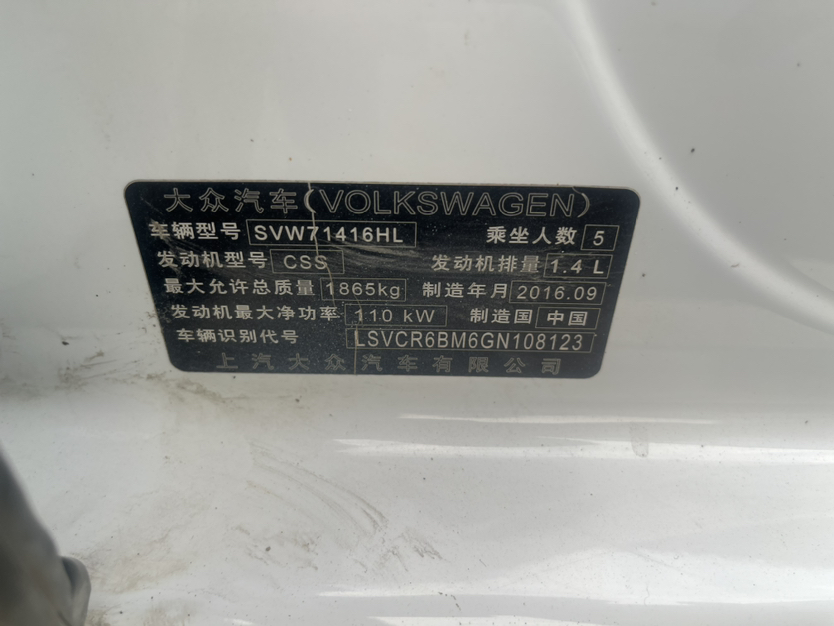 大众汽车(VOLKSWAGEN)
车辆型号 SVW71416HL 乘坐人数 5
发动机型号 CSS 发动机排量 1.4 L
最大允许总质量 1865kg 制造年月 2016.09
发动机最大净功率 110 kW 制造国 中国
车辆识别代号 LSVCR6BM6GN108123
上汽大众汽车有限公司